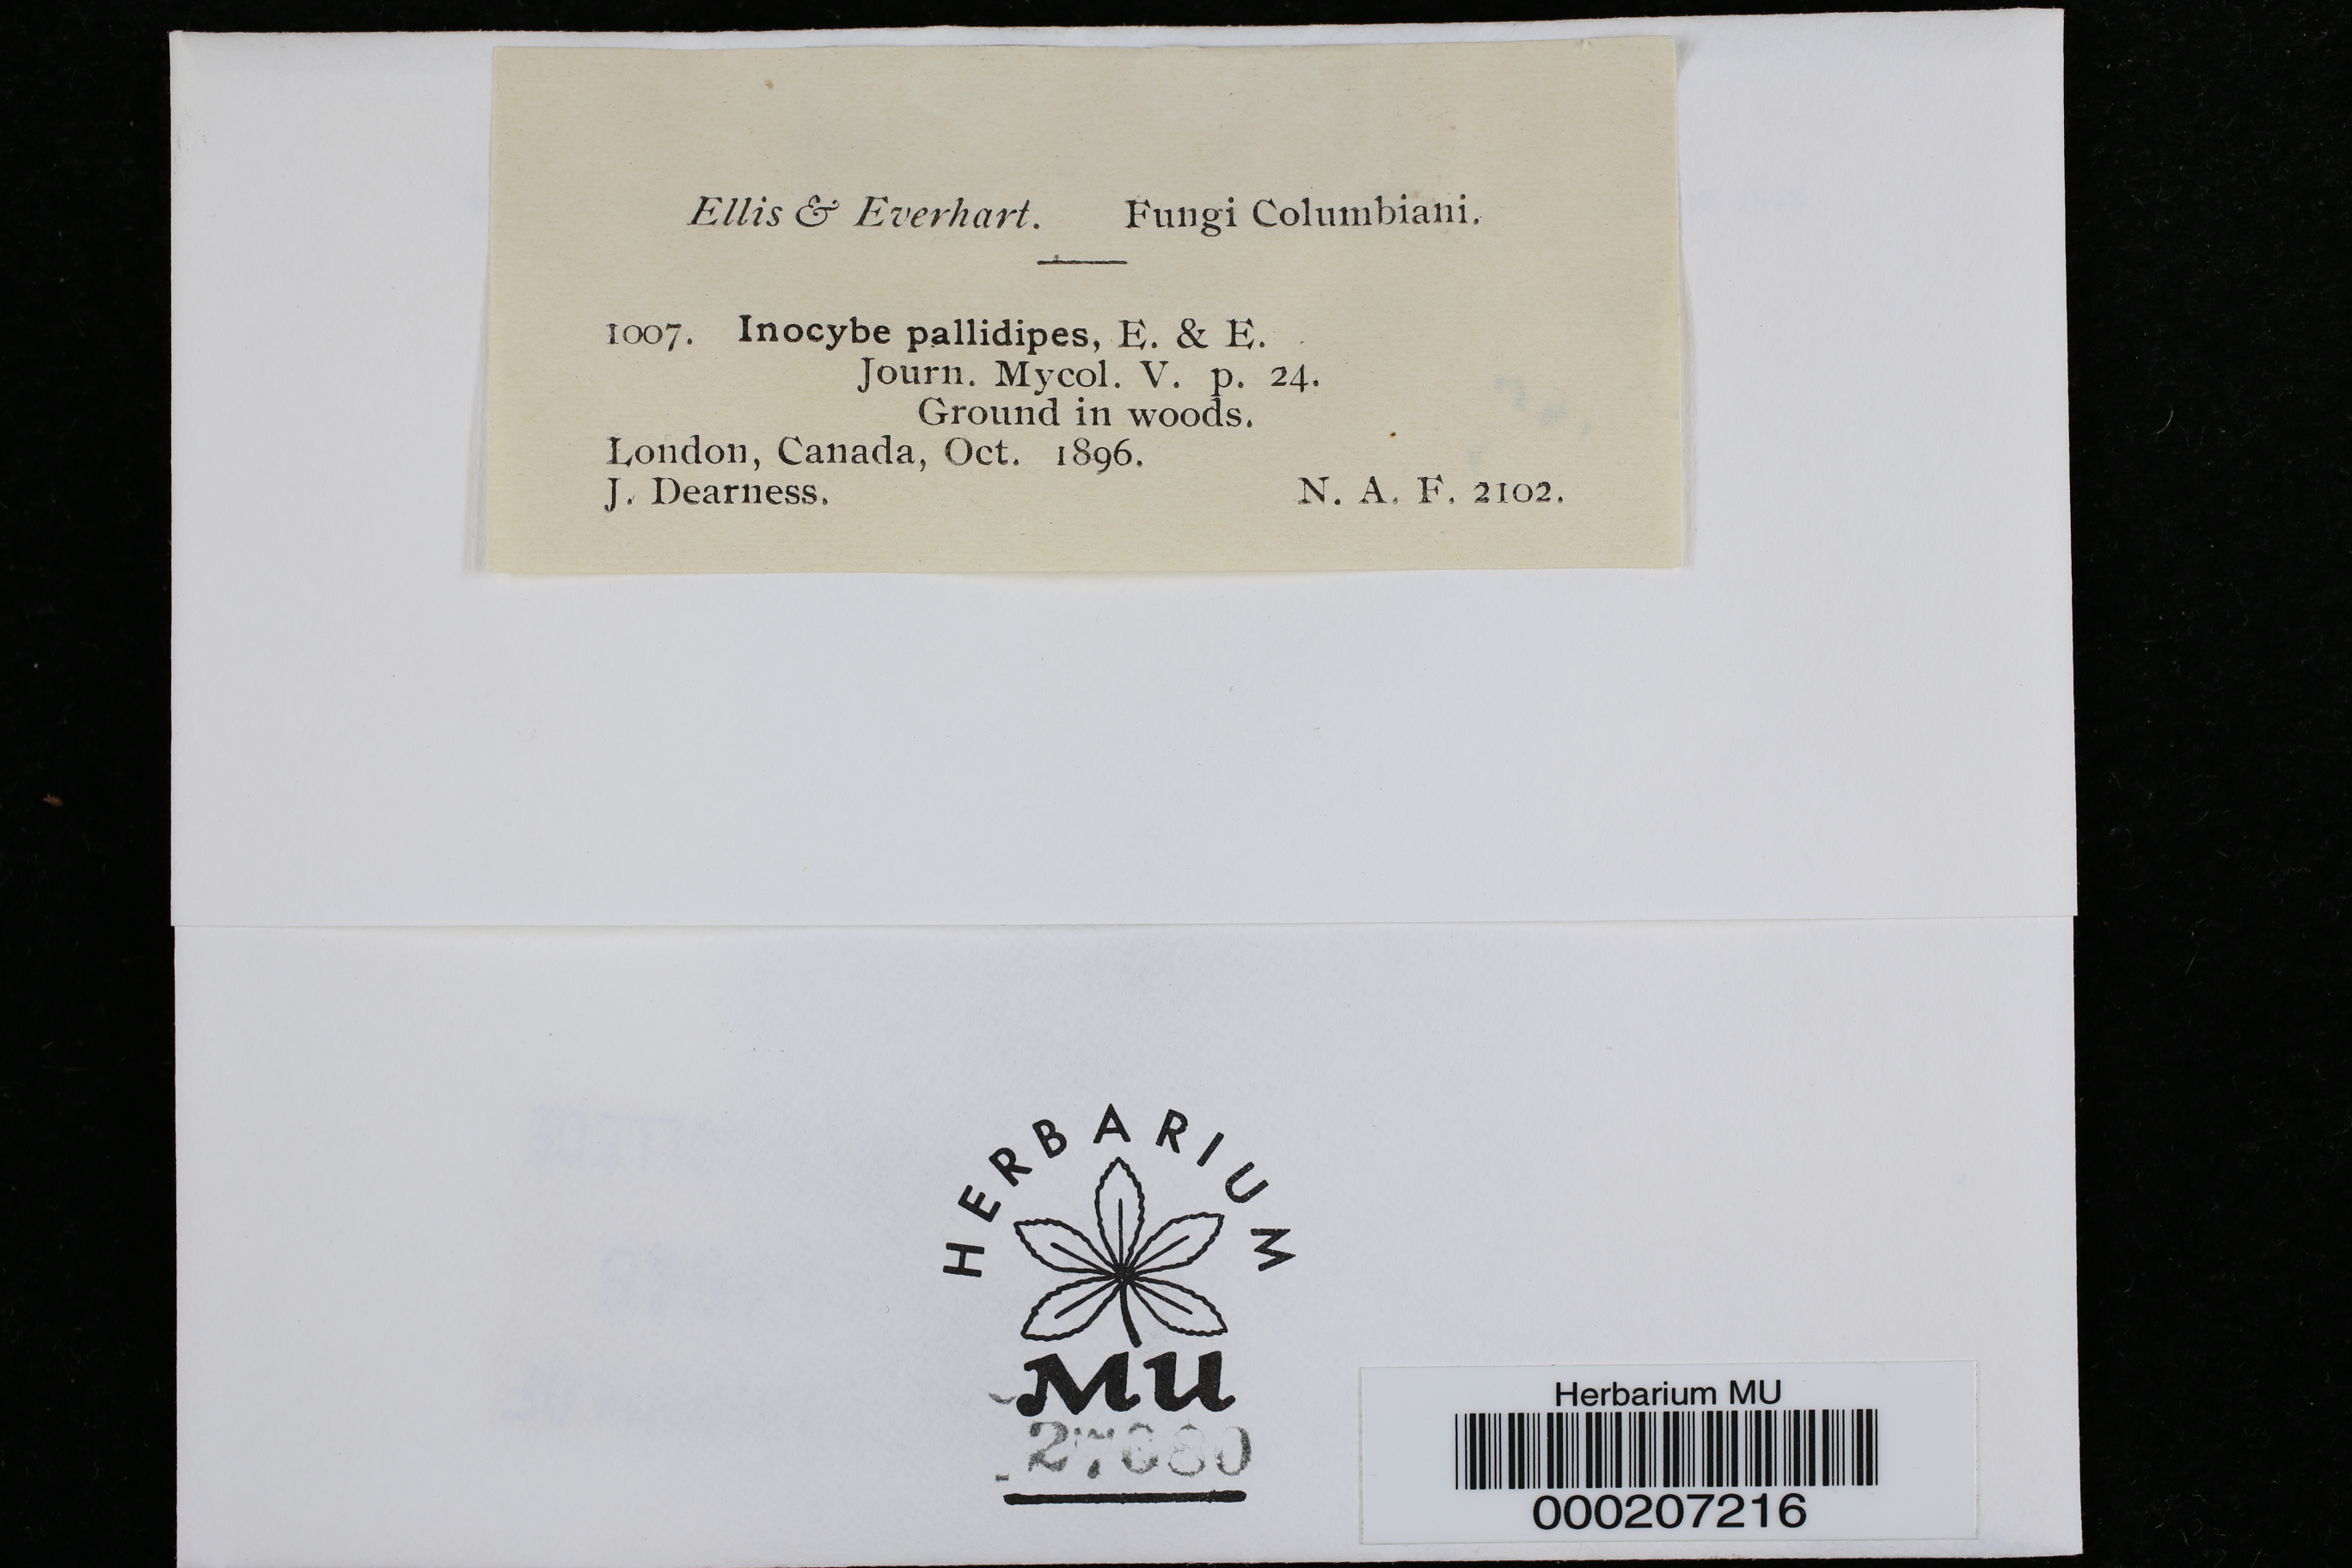 Ellis & Everhart. Fungi Columbiani.
1007. Inocybe pallidipes, E. & E.
Journ. Mycol. V. p. 24.
Ground in woods.
London, Canada, Oct. 1896.
J. Dearness. N. A. F. 2102.
HERBARIUM
MU
Herbarium MU
000207216